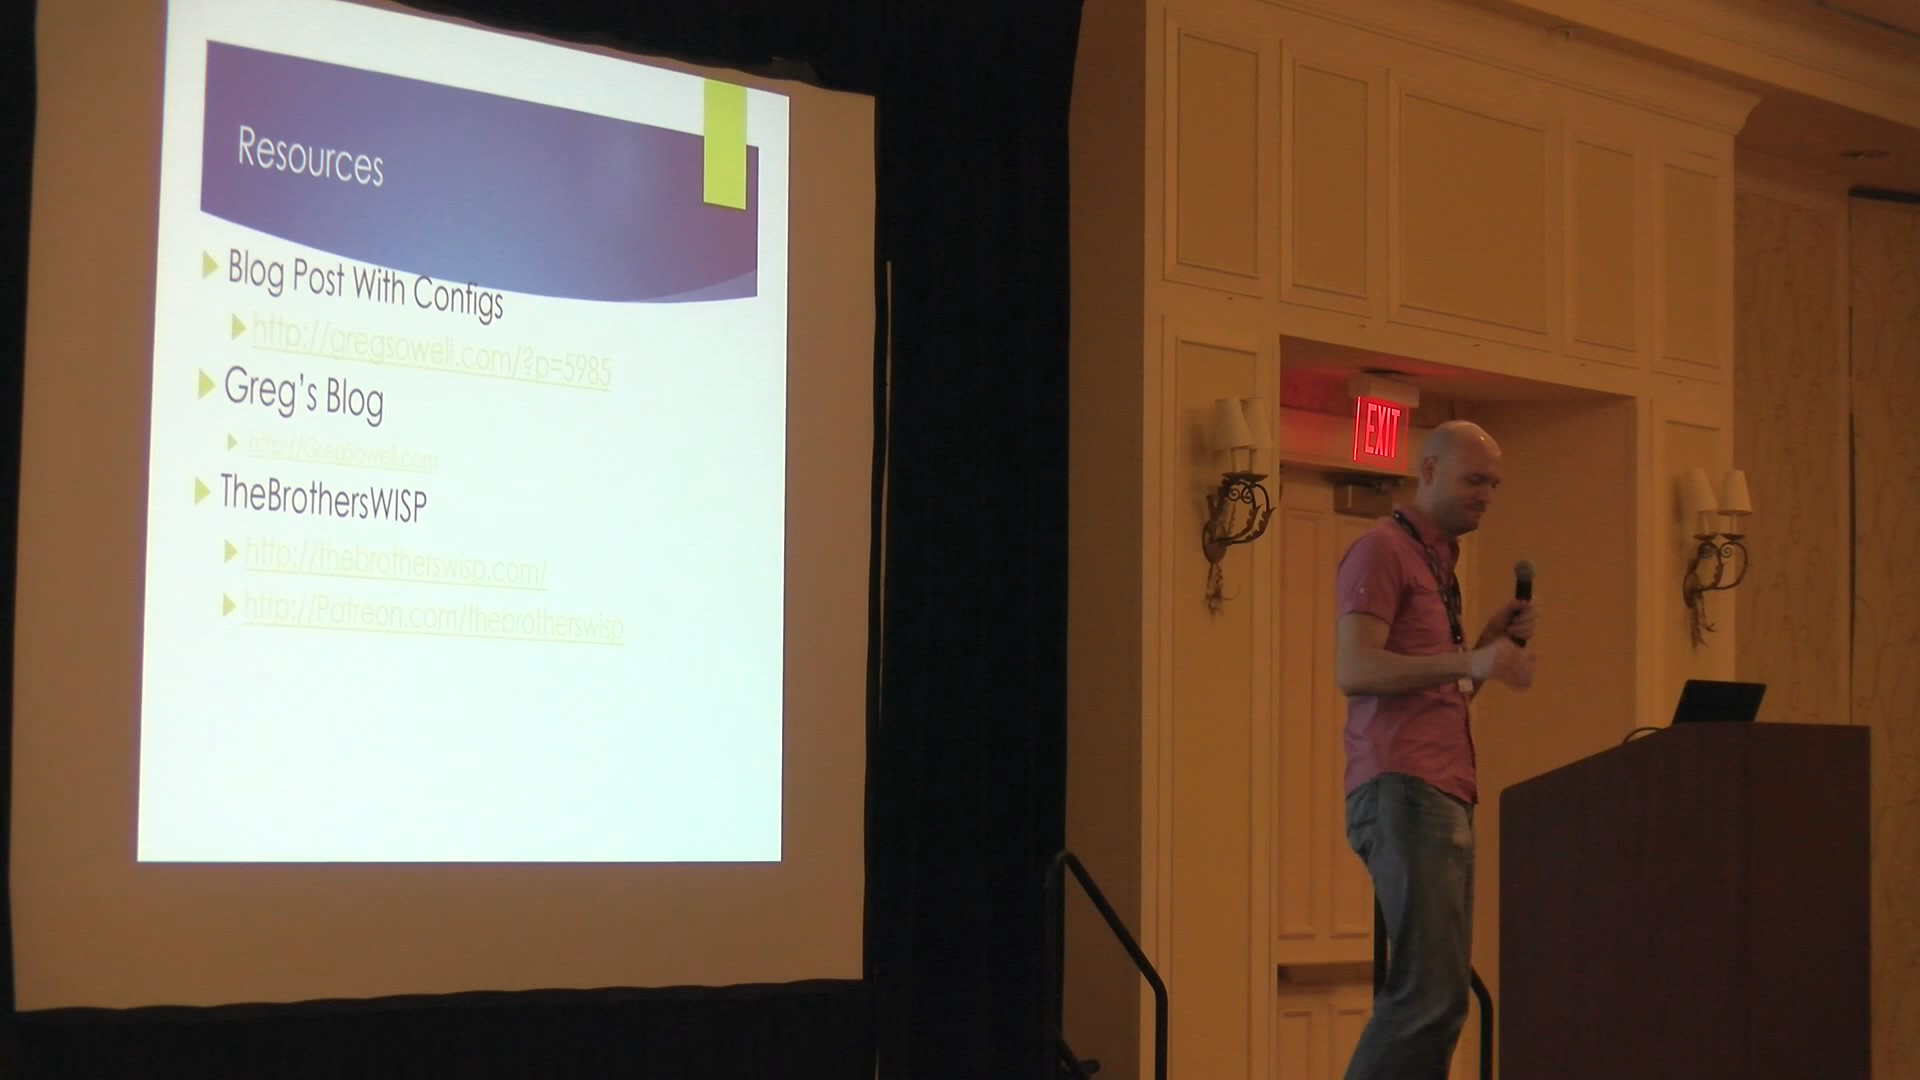 Resources
Blog Post With Configs
http://gregsowell.com/?p=5985
Greg's Blog
http://GregSowell.com
TheBrothersWISP
http://thebrotherswisp.com/
http://Patreon.com/thebrotherswisp
EXIT